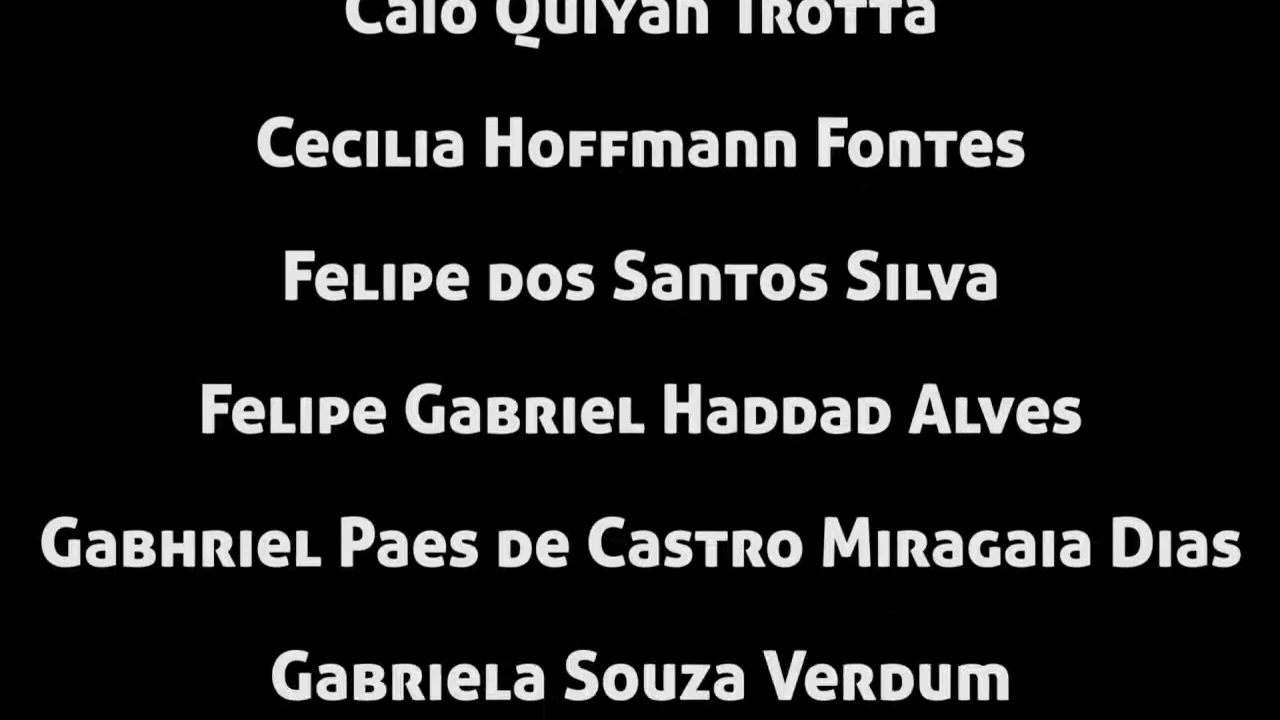 Caio Quiyan Trotta
Cecilia Hoffmann Fontes
Felipe dos Santos Silva
Felipe Gabriel Haddad Alves
Gabhriel Paes de Castro Miragaia Dias
Gabriela Souza Verdum